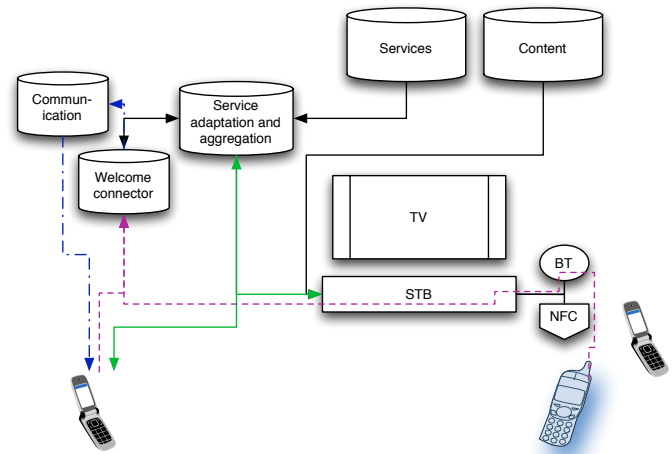 Services
Content
Commun-
ication
Service
adaptation and
aggregation
Welcome
connector
TV
BT
STB
NFC